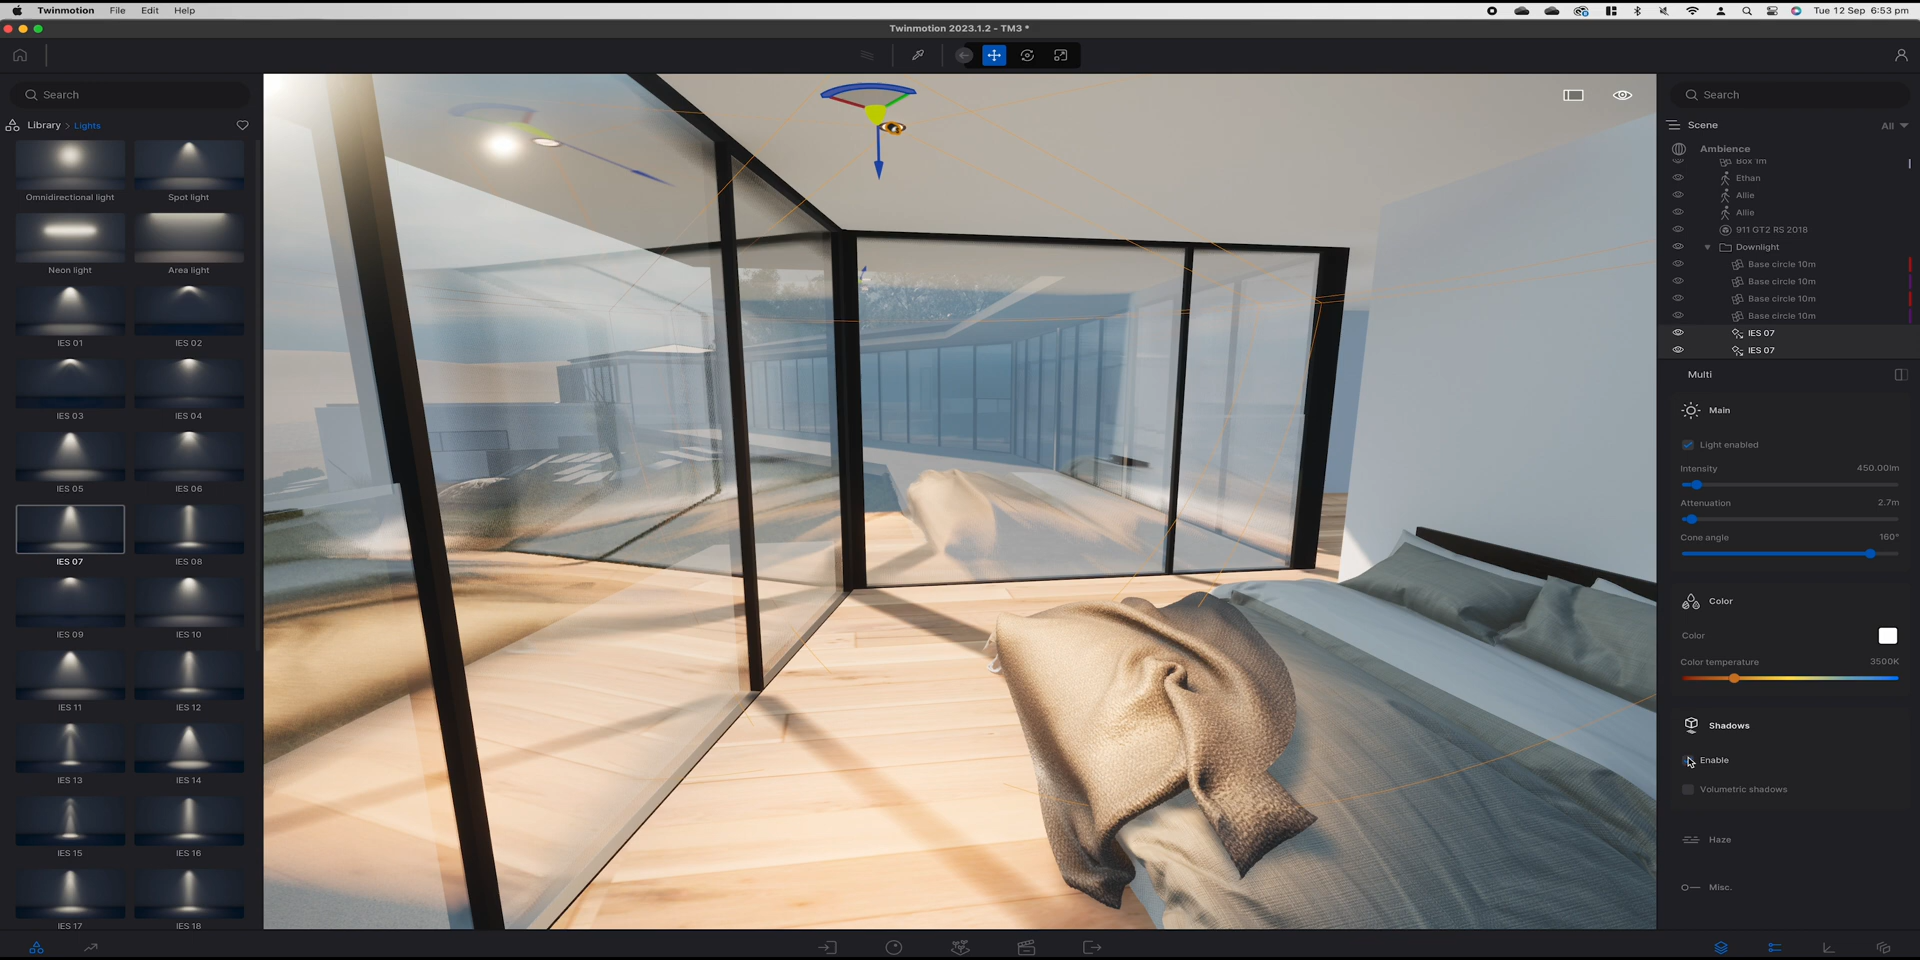 Twinmotion File Edit Help Tue 12 Sep 6:53 pm
Twinmotion 2023.1.2 - TM3 *
Search
Library > Lights
Omnidirectional light Spot light
Neon light Area light
IES 01 IES 02
IES 03 IES 04
IES 05 IES 06
IES 07 IES 08
IES 09 IES 10
IES 11 IES 12
IES 13 IES 14
IES 15 IES 16
IES 17 IES 18
Search
Scene All
Ambience
Box 1m
Ethan
Allie
Allie
911 GT2 RS 2018
Downlight
Base circle 10m
Base circle 10m
Base circle 10m
Base circle 10m
IES 07
IES 07
Multi
Main
Light enabled
Intensity 450.00lm
Attenuation 2.7m
Cone angle 160°
Color
Color
Color temperature 3500K
Shadows
Enable
Volumetric shadows
Haze
Misc.